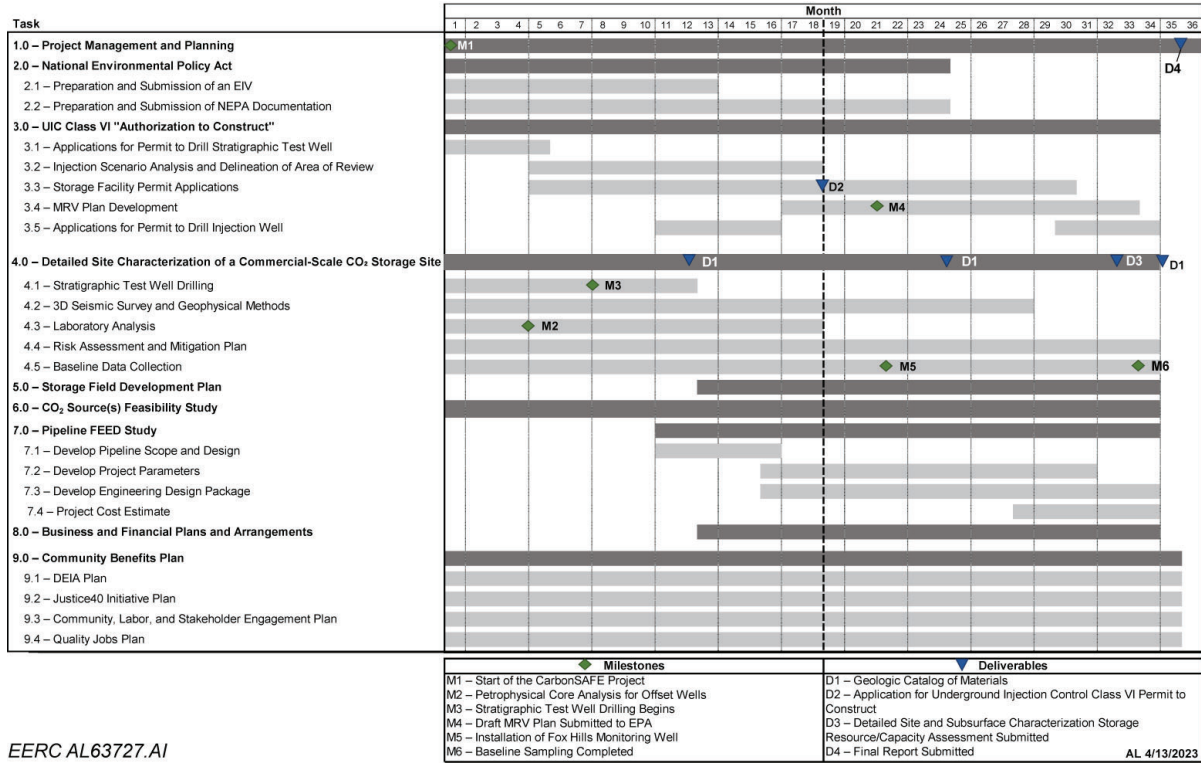 Month
Task
1 2 3 4 5 6 7 8 9 10 11 12 13 14 15 16 17 18 19 20 21 22 23 24 25 26 27 28 29 30 31 32 33 34 35 36
1.0 – Project Management and Planning M1
D4
2.0 – National Environmental Policy Act
2.1 – Preparation and Submission of an EIV
2.2 – Preparation and Submission of NEPA Documentation
3.0 – UIC Class VI "Authorization to Construct"
3.1 – Applications for Permit to Drill Stratigraphic Test Well
3.2 – Injection Scenario Analysis and Delineation of Area of Review
3.3 – Storage Facility Permit Applications D2
3.4 – MRV Plan Development M4
3.5 – Applications for Permit to Drill Injection Well
4.0 – Detailed Site Characterization of a Commercial-Scale CO₂ Storage Site D1 D1 D3 D1
4.1 – Stratigraphic Test Well Drilling M3
4.2 – 3D Seismic Survey and Geophysical Methods
4.3 – Laboratory Analysis M2
4.4 – Risk Assessment and Mitigation Plan
4.5 – Baseline Data Collection M5 M6
5.0 – Storage Field Development Plan
6.0 – CO₂ Source(s) Feasibility Study
7.0 – Pipeline FEED Study
7.1 – Develop Pipeline Scope and Design
7.2 – Develop Project Parameters
7.3 – Develop Engineering Design Package
7.4 – Project Cost Estimate
8.0 – Business and Financial Plans and Arrangements
9.0 – Community Benefits Plan
9.1 – DEIA Plan
9.2 – Justice40 Initiative Plan
9.3 – Community, Labor, and Stakeholder Engagement Plan
9.4 – Quality Jobs Plan
Milestones
M1 – Start of the CarbonSAFE Project
M2 – Petrophysical Core Analysis for Offset Wells
M3 – Stratigraphic Test Well Drilling Begins
M4 – Draft MRV Plan Submitted to EPA
M5 – Installation of Fox Hills Monitoring Well
M6 – Baseline Sampling Completed
Deliverables
D1 – Geologic Catalog of Materials
D2 – Application for Underground Injection Control Class VI Permit to
Construct
D3 – Detailed Site and Subsurface Characterization Storage
Resource/Capacity Assessment Submitted
D4 – Final Report Submitted
AL 4/13/2023
EERC AL63727.AI